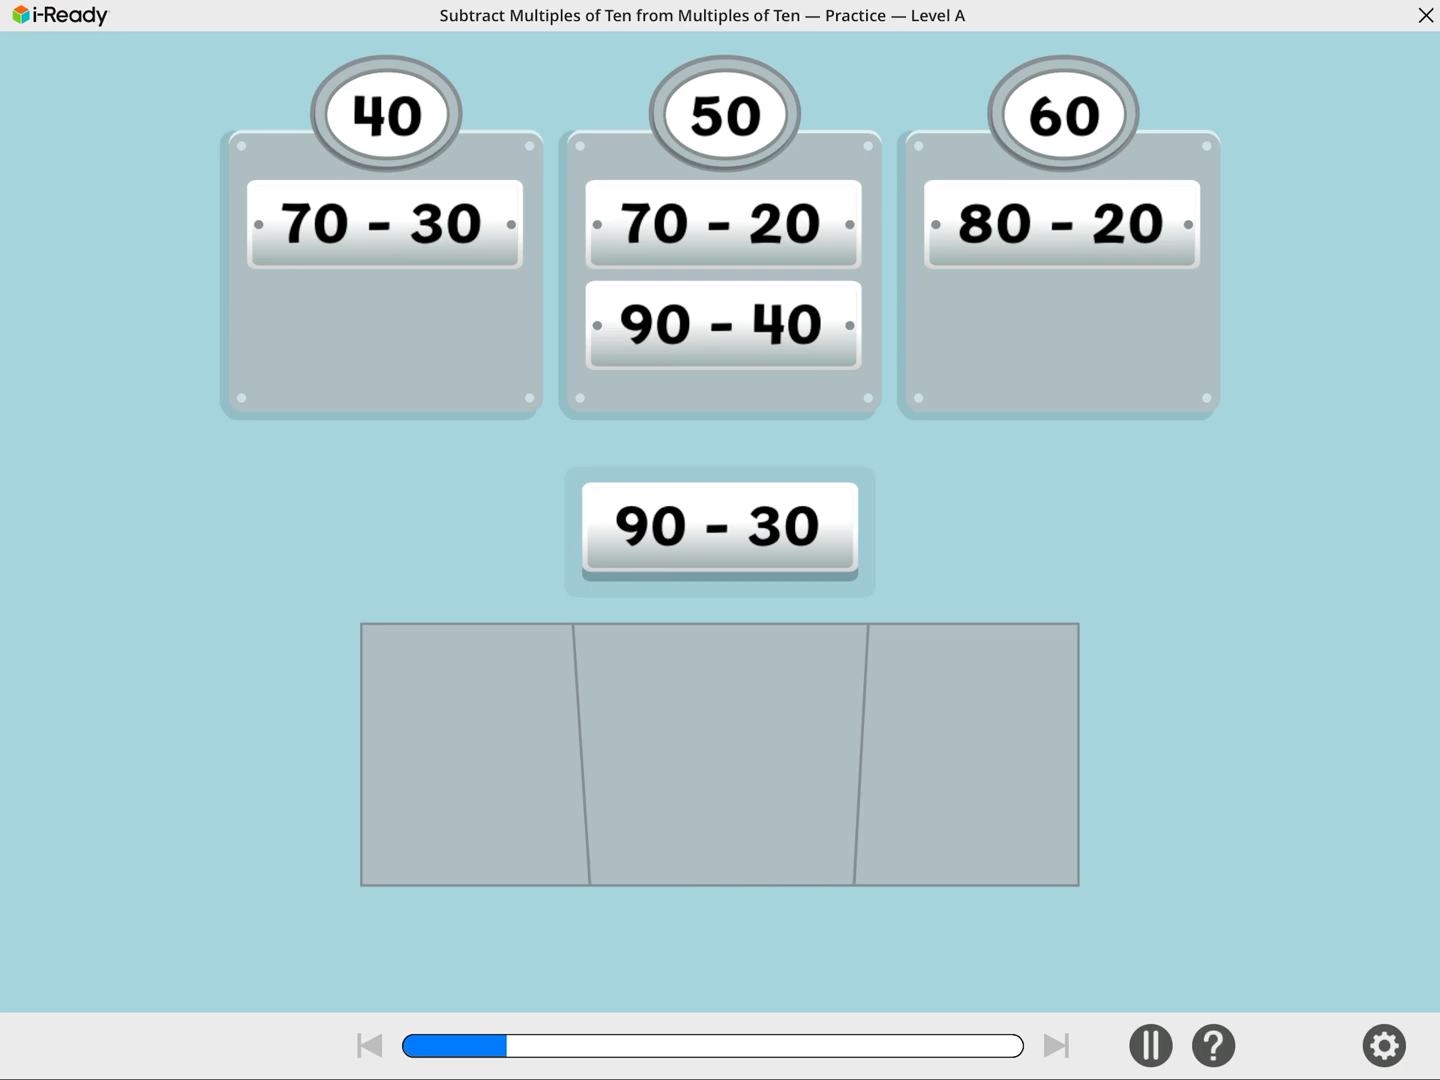 i-Ready
Subtract Multiples of Ten from Multiples of Ten — Practice — Level A
40
50
60
70 - 30
70 - 20
80 - 20
90 - 40
90 - 30
?